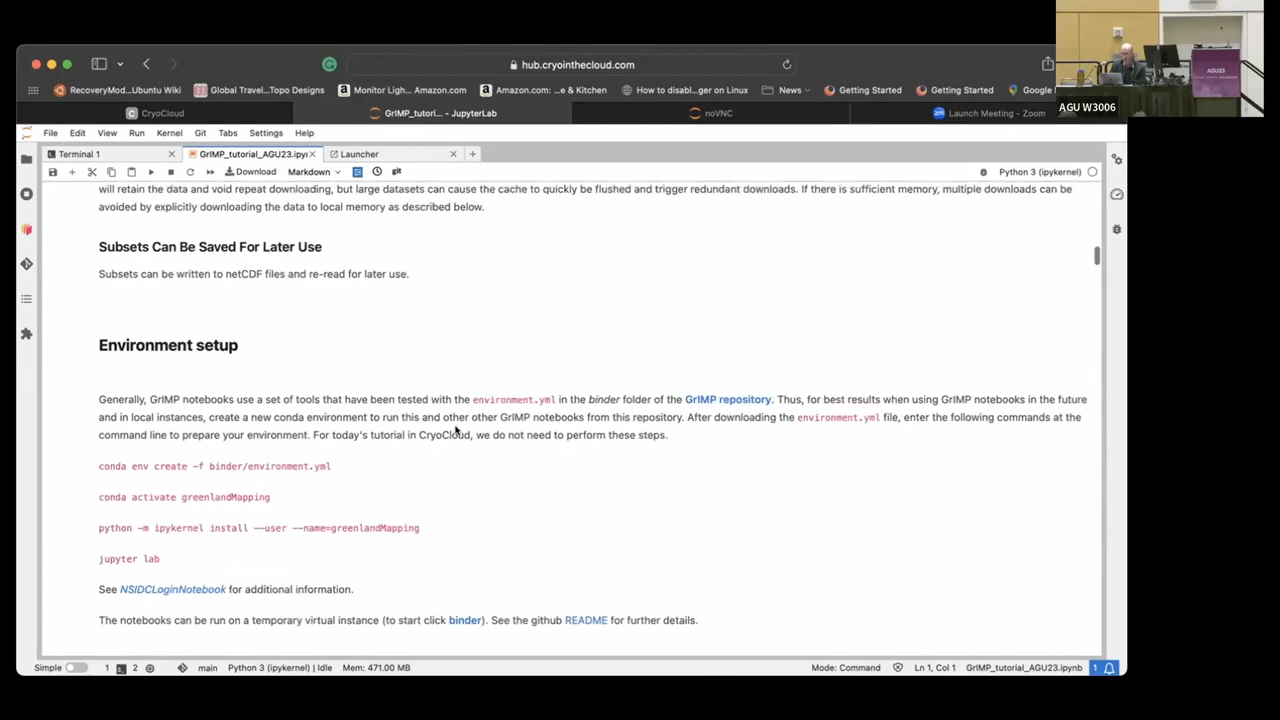 hub.cryointhecloud.com
RecoveryMod...Ubuntu Wiki
Global Travel...Topo Designs
Monitor Ligh... Amazon.com
Amazon.com: ...e & Kitchen
How to disabl...ger on Linux
News
Getting Started
Getting Started
Google
AGU W3006
CryoCloud
GrIMP_tutori... - JupyterLab
noVNC
Launch Meeting - Zoom
File Edit View Run Kernel Git Tabs Settings Help
Terminal 1
GrIMP_tutorial_AGU23.ipyn
Launcher
Download
Markdown
Python 3 (ipykernel)
will retain the data and void repeat downloading, but large datasets can cause the cache to quickly be flushed and trigger redundant downloads. If there is sufficient memory, multiple downloads can be
avoided by explicitly downloading the data to local memory as described below.
Subsets Can Be Saved For Later Use
Subsets can be written to netCDF files and re-read for later use.
Environment setup
Generally, GrIMP notebooks use a set of tools that have been tested with the environment.yml in the binder folder of the GrIMP repository. Thus, for best results when using GrIMP notebooks in the future
and in local instances, create a new conda environment to run this and other other GrIMP notebooks from this repository. After downloading the environment.yml file, enter the following commands at the
command line to prepare your environment. For today's tutorial in CryoCloud, we do not need to perform these steps.
conda env create -f binder/environment.yml
conda activate greenlandMapping
python -m ipykernel install --user --name=greenlandMapping
jupyter lab
See NSIDCLoginNotebook for additional information.
The notebooks can be run on a temporary virtual instance (to start click binder). See the github README for further details.
Simple 1 2 main Python 3 (ipykernel) | Idle Mem: 471.00 MB Mode: Command Ln 1, Col 1 GrIMP_tutorial_AGU23.ipynb 1